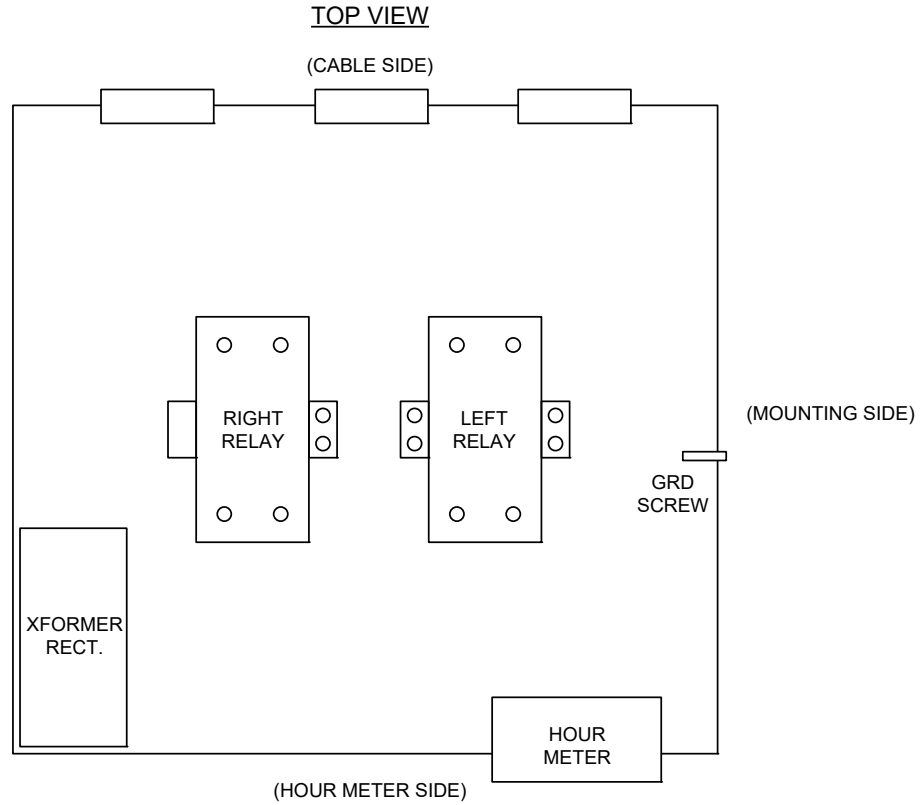 TOP VIEW
(CABLE SIDE)
RIGHT
RELAY
LEFT
RELAY
(MOUNTING SIDE)
GRD
SCREW
XFORMER
RECT.
HOUR
METER
(HOUR METER SIDE)